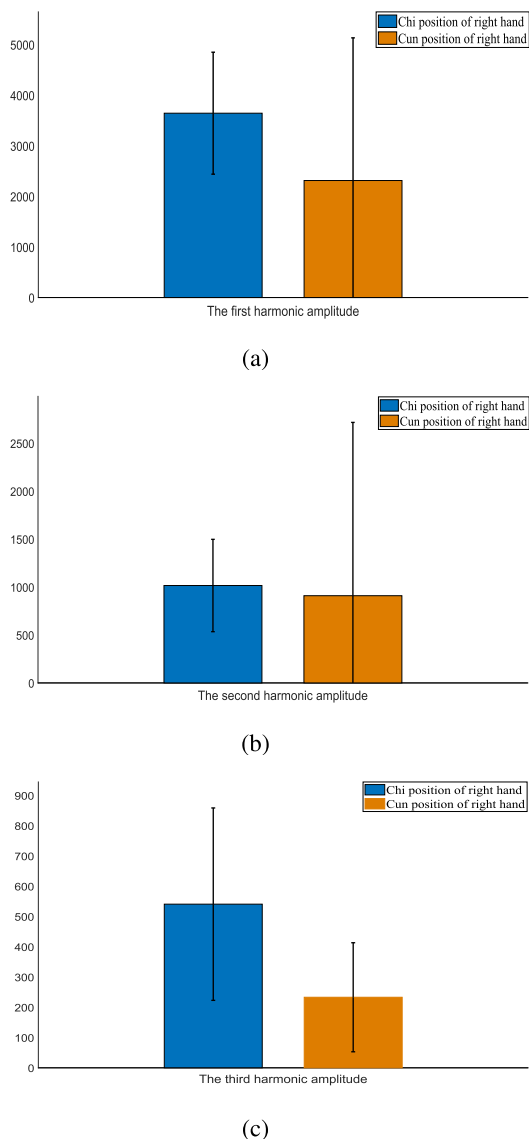 Chi position of right hand
Cun position of right hand
5000
4000
3000
2000
1000
0
The first harmonic amplitude
(a)
Chi position of right hand
Cun position of right hand
2500
2000
1500
1000
500
0
The second harmonic amplitude
(b)
Chi position of right hand
Cun position of right hand
900
800
700
600
500
400
300
200
100
0
The third harmonic amplitude
(c)